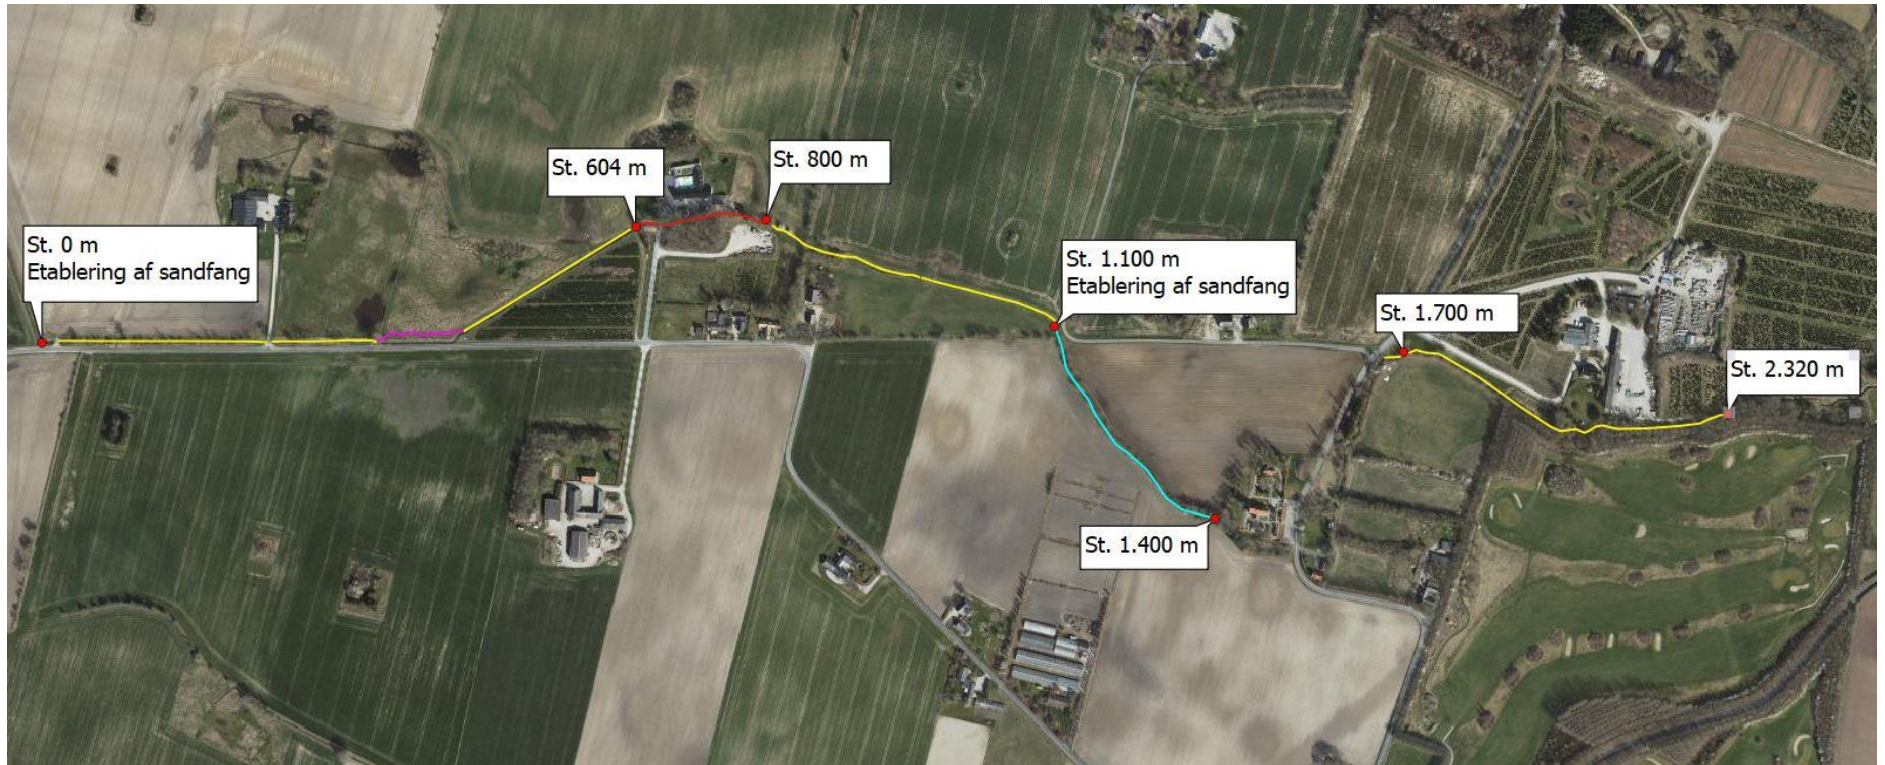 St. 0 m
Etablering af sandfang
St. 604 m
St. 800 m
St. 1.100 m
Etablering af sandfang
St. 1.400 m
St. 1.700 m
St. 2.320 m